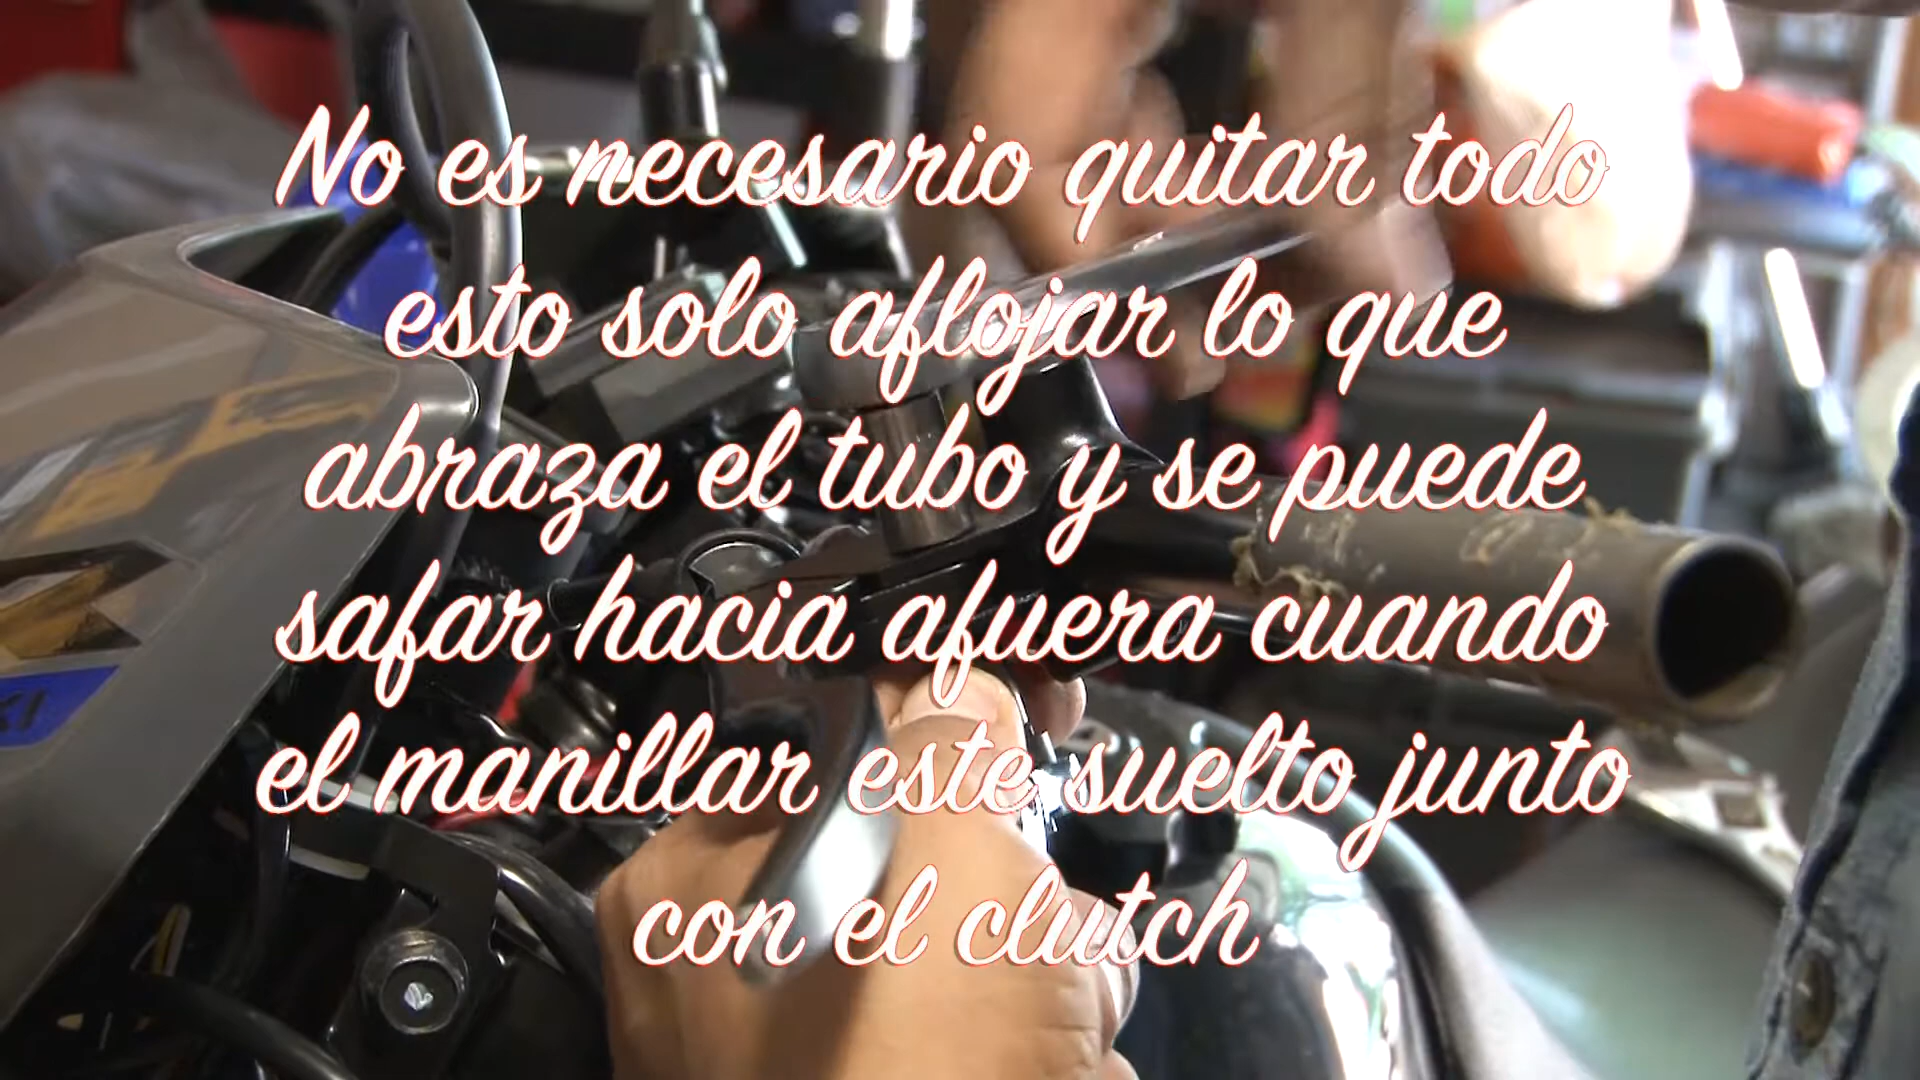 No es necesario quitar todo
esto solo aflojar lo que
abraza el tubo y se puede
safar hacia afuera cuando
el manillar este suelto junto
con el clutch